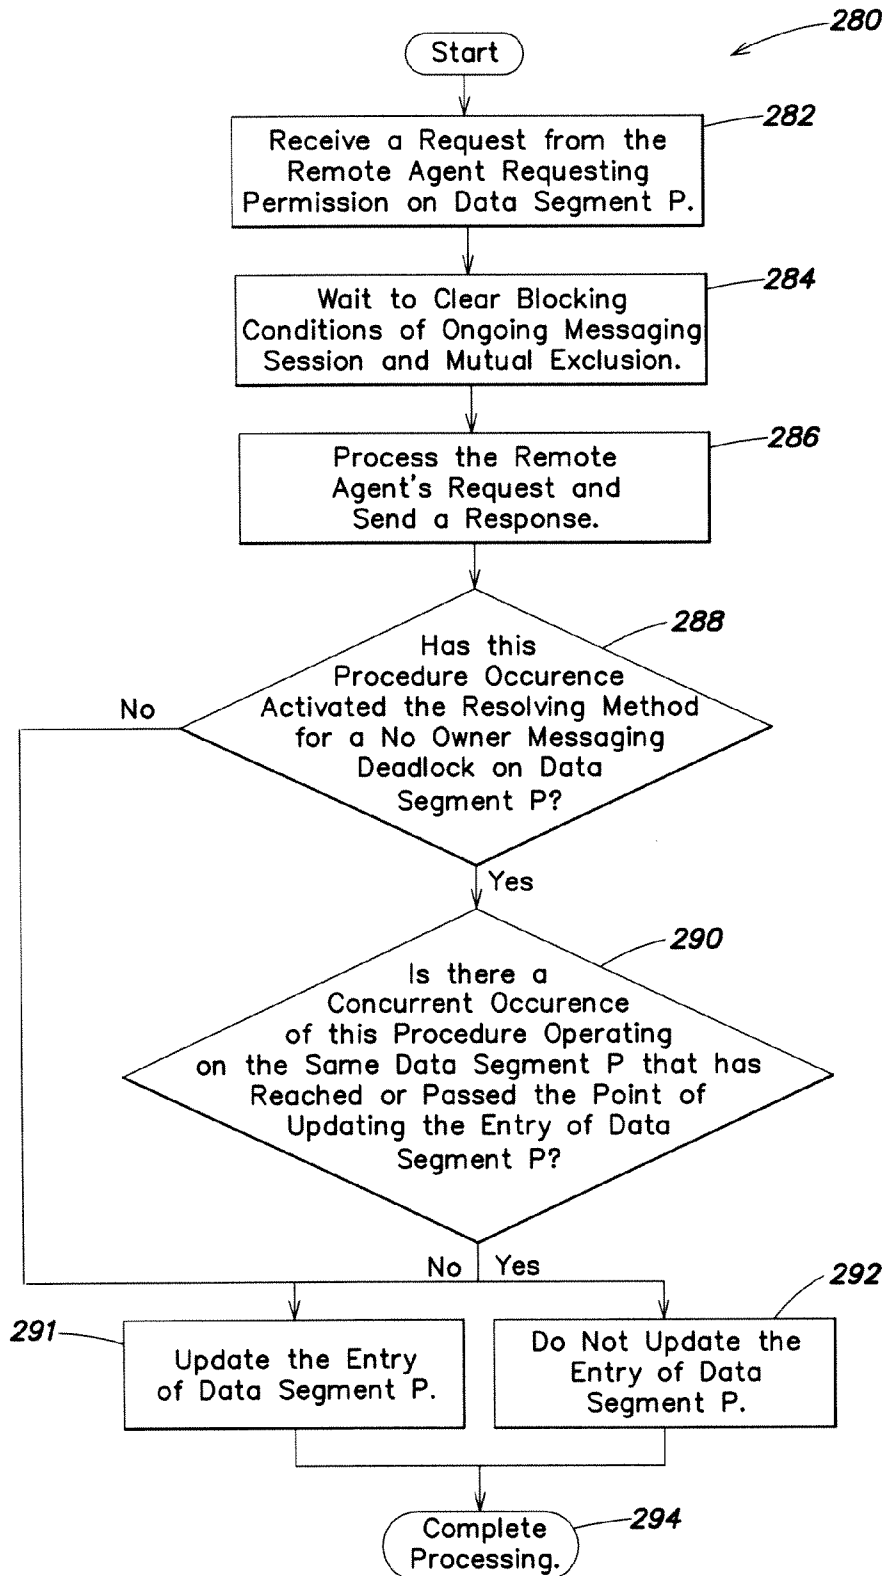 280
Start
282
Receive a Request from the
Remote Agent Requesting
Permission on Data Segment P.
284
Wait to Clear Blocking
Conditions of Ongoing Messaging
Session and Mutual Exclusion.
286
Process the Remote
Agent's Request and
Send a Response.
288
Has this
Procedure Occurence
Activated the Resolving Method
for a No Owner Messaging
Deadlock on Data
Segment P?
No
Yes
290
Is there a
Concurrent Occurence
of this Procedure Operating
on the Same Data Segment P that has
Reached or Passed the Point of
Updating the Entry of Data
Segment P?
No
Yes
291
Update the Entry
of Data Segment P.
292
Do Not Update the
Entry of Data
Segment P.
294
Complete
Processing.